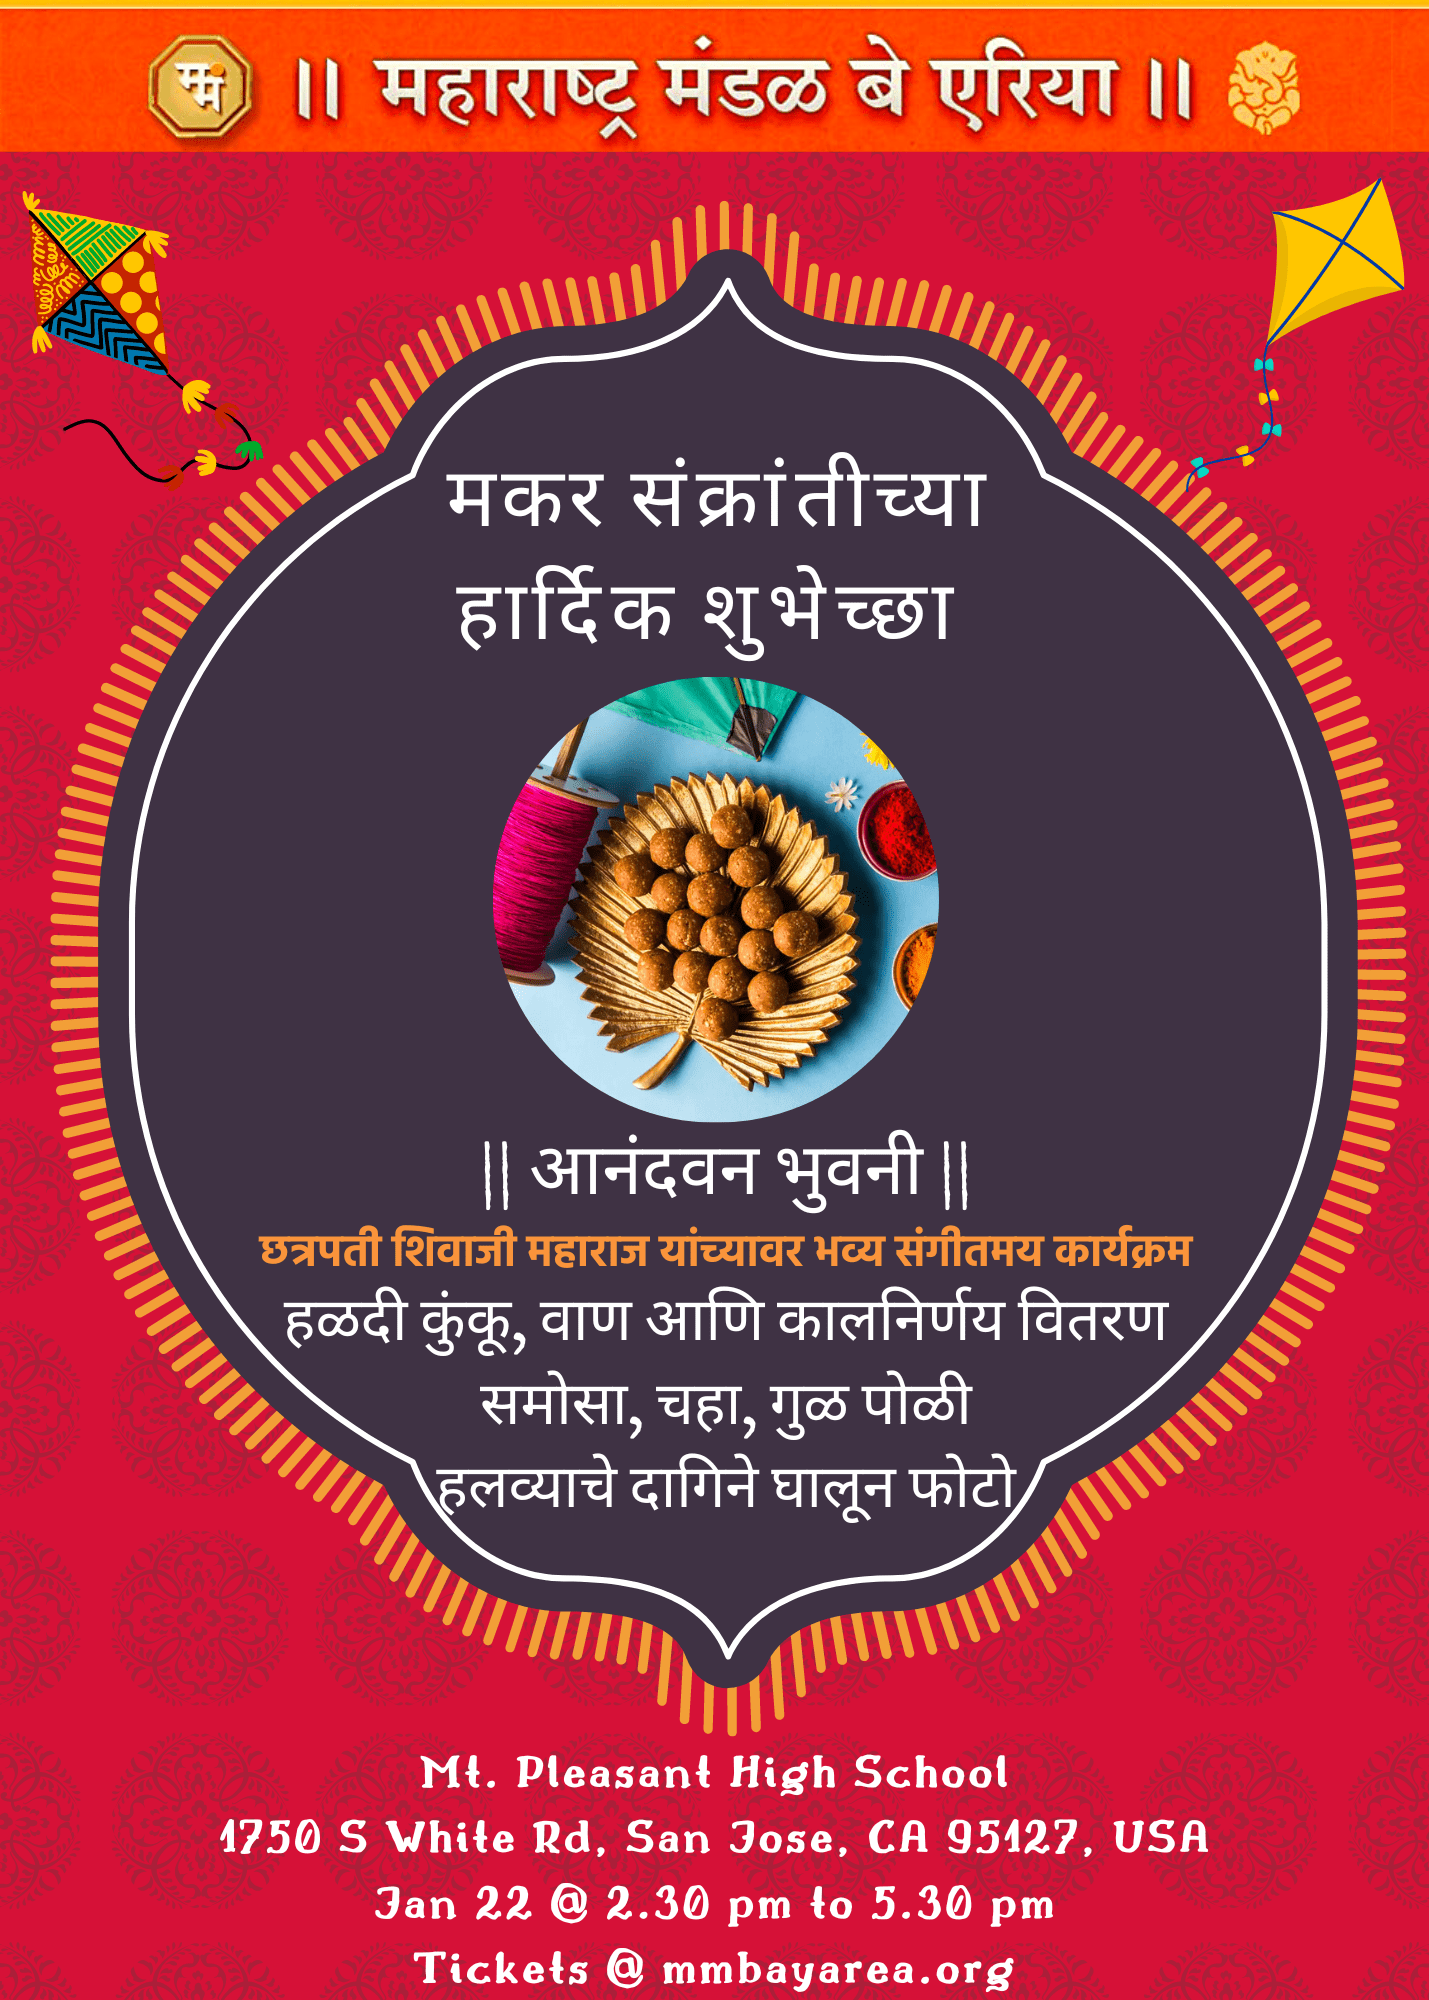 ममं
|| महाराष्ट्र मंडळ बे एरिया ||
मकर संक्रांतीच्या
हार्दिक शुभेच्छा
|| आनंदवन भुवनी ||
छत्रपती शिवाजी महाराज यांच्यावर भव्य संगीतमय कार्यक्रम
हळदी कुंकू, वाण आणि कालनिर्णय वितरण
समोसा, चहा, गुळ पोळी
हलव्याचे दागिने घालून फोटो
Mt. Pleasant High School
1750 S White Rd, San Jose, CA 95127, USA
Jan 22 @ 2.30 pm to 5.30 pm
Tickets @ mmbayarea.org